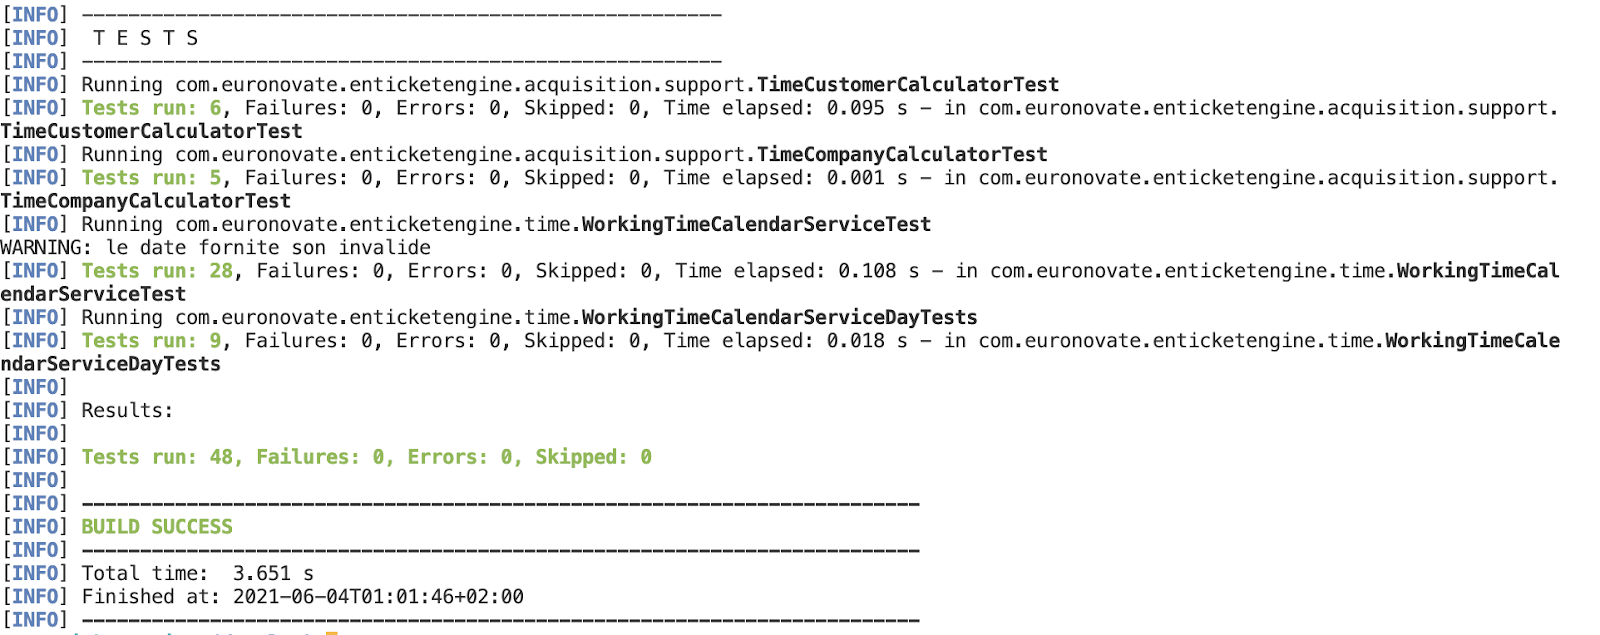 [INFO] -------------------------------------------------------
[INFO]  T E S T S
[INFO] -------------------------------------------------------
[INFO] Running com.euronovate.enticketengine.acquisition.support.TimeCustomerCalculatorTest
[INFO] Tests run: 6, Failures: 0, Errors: 0, Skipped: 0, Time elapsed: 0.095 s - in com.euronovate.enticketengine.acquisition.support.
TimeCustomerCalculatorTest
[INFO] Running com.euronovate.enticketengine.acquisition.support.TimeCompanyCalculatorTest
[INFO] Tests run: 5, Failures: 0, Errors: 0, Skipped: 0, Time elapsed: 0.001 s - in com.euronovate.enticketengine.acquisition.support.
TimeCompanyCalculatorTest
[INFO] Running com.euronovate.enticketengine.time.WorkingTimeCalendarServiceTest
WARNING: le date fornite son invalide
[INFO] Tests run: 28, Failures: 0, Errors: 0, Skipped: 0, Time elapsed: 0.108 s - in com.euronovate.enticketengine.time.WorkingTimeCal
endarServiceTest
[INFO] Running com.euronovate.enticketengine.time.WorkingTimeCalendarServiceDayTests
[INFO] Tests run: 9, Failures: 0, Errors: 0, Skipped: 0, Time elapsed: 0.018 s - in com.euronovate.enticketengine.time.WorkingTimeCale
ndarServiceDayTests
[INFO]
[INFO] Results:
[INFO]
[INFO] Tests run: 48, Failures: 0, Errors: 0, Skipped: 0
[INFO]
[INFO] ------------------------------------------------------------------------
[INFO] BUILD SUCCESS
[INFO] ------------------------------------------------------------------------
[INFO] Total time:  3.651 s
[INFO] Finished at: 2021-06-04T01:01:46+02:00
[INFO] ------------------------------------------------------------------------